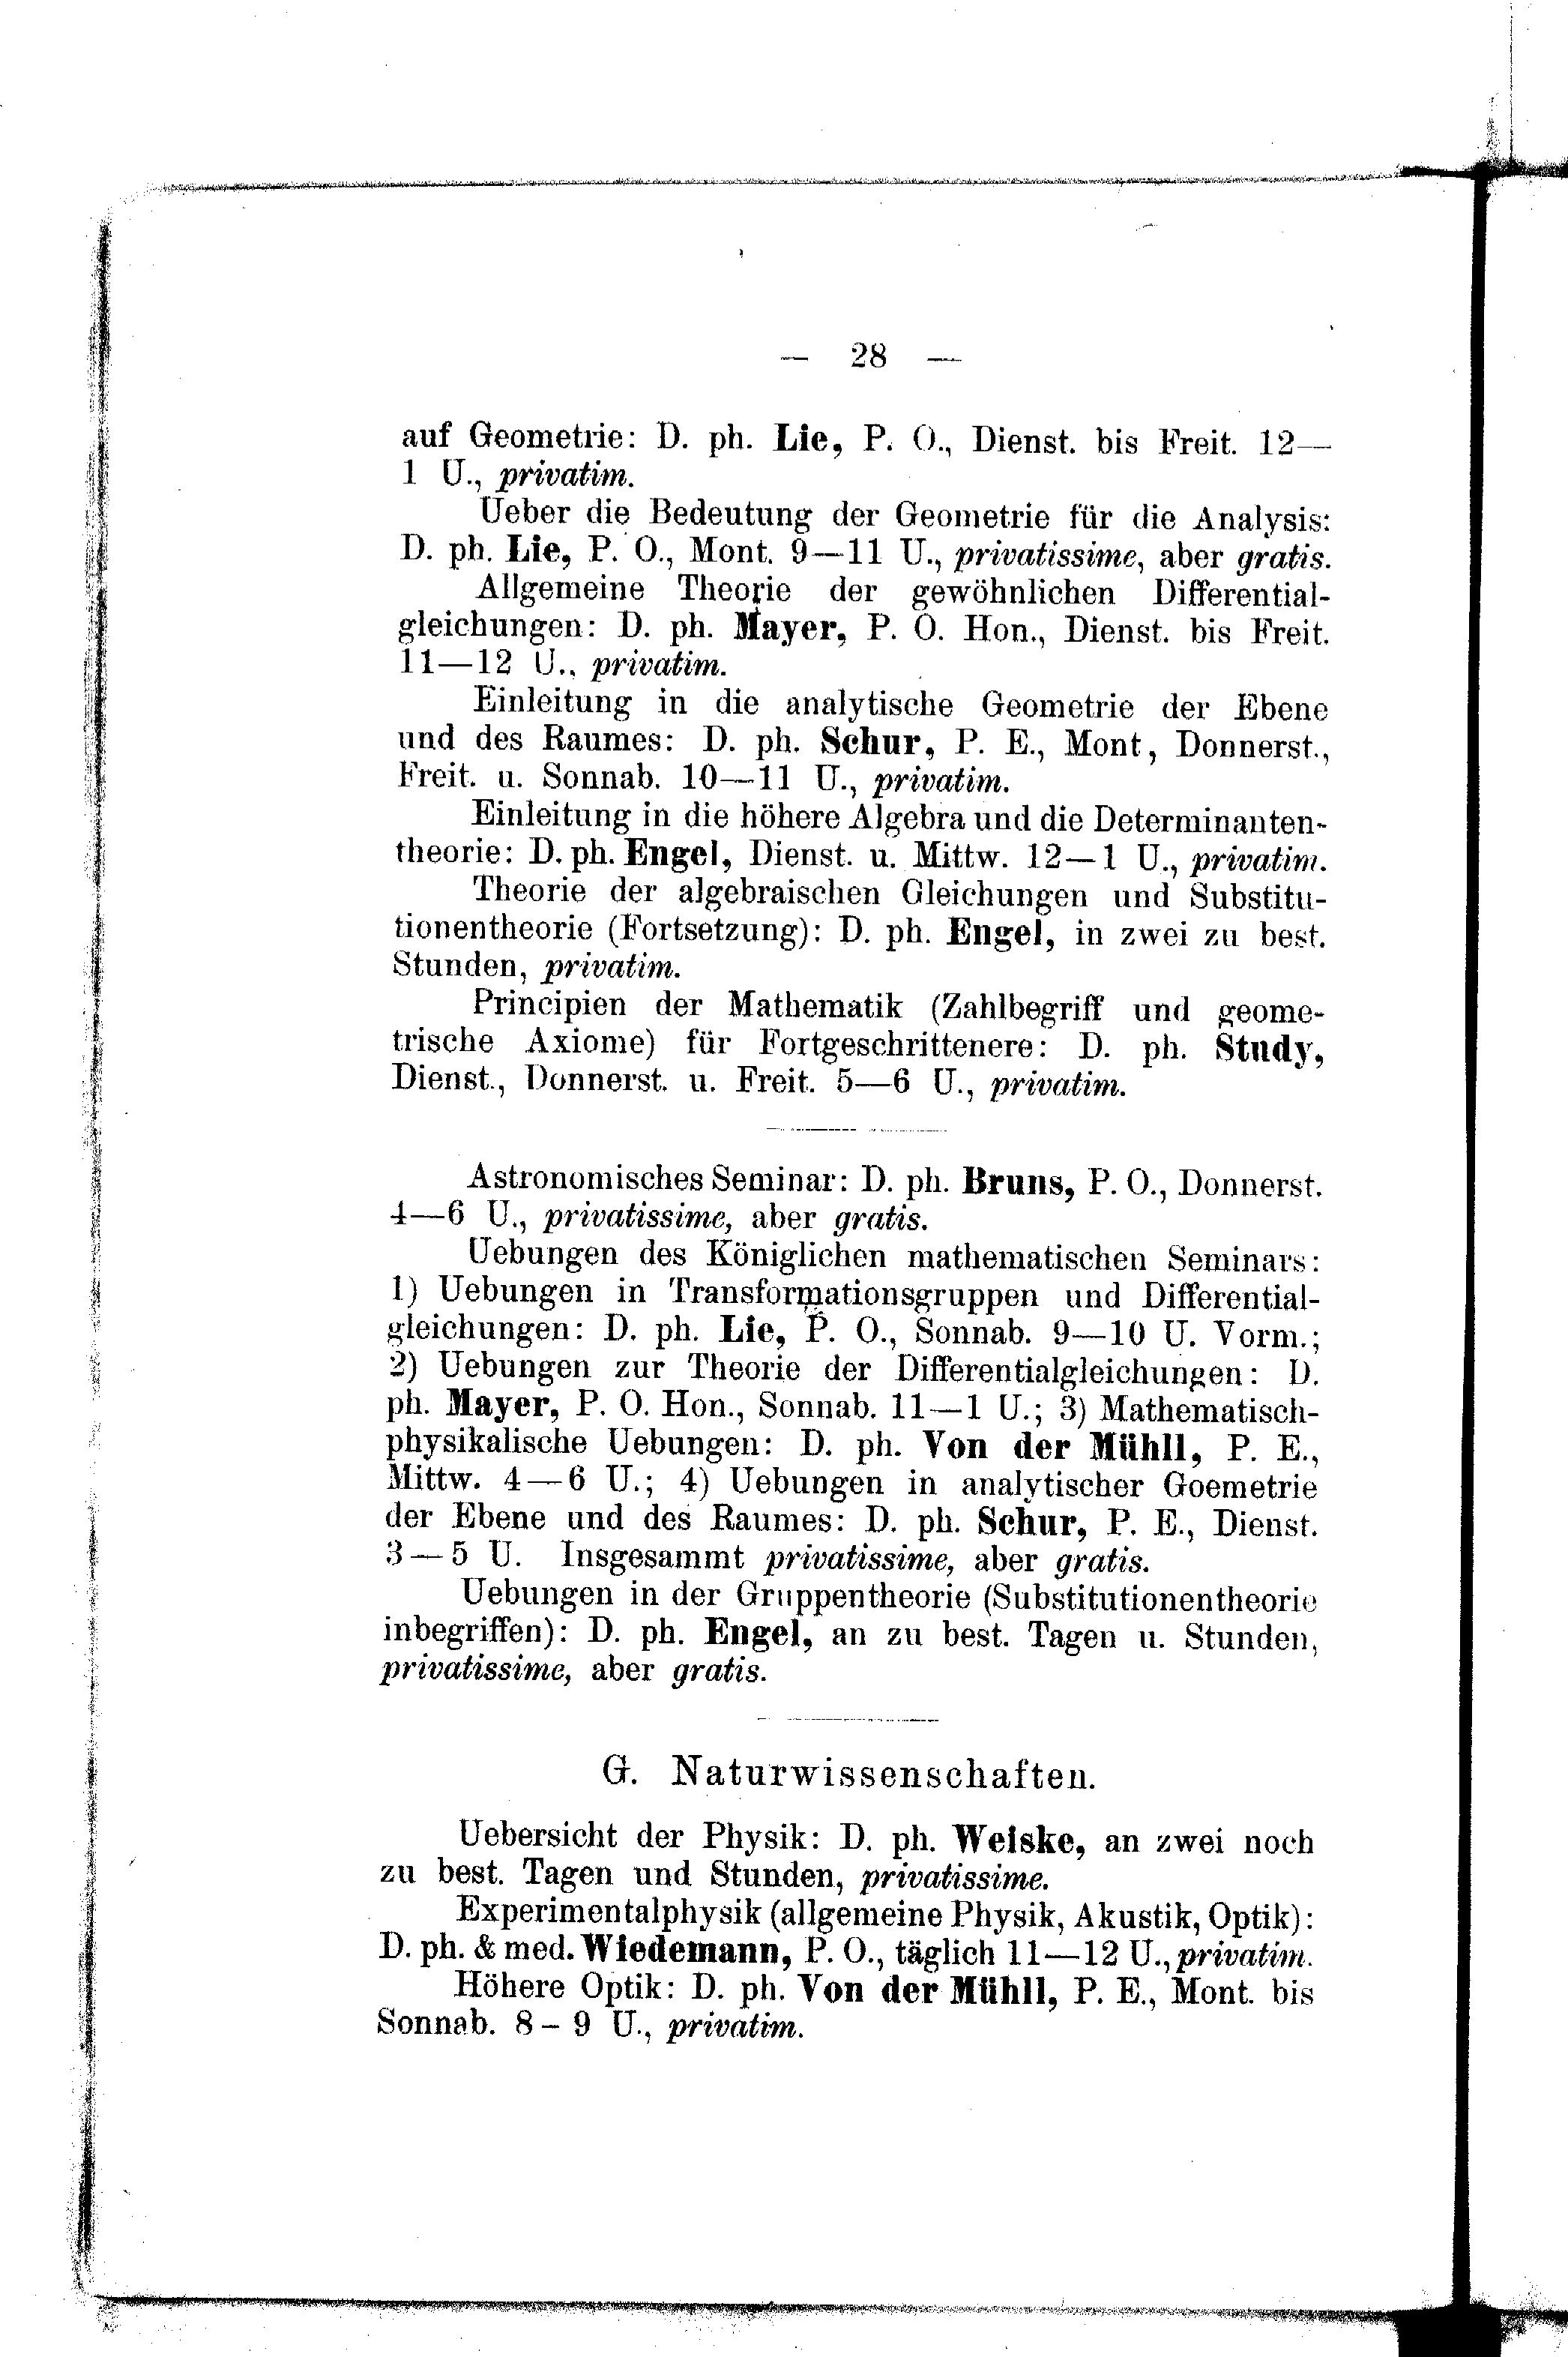 — 28 —
auf Geometrie: D. ph. Lie, P. O., Dienst. bis Freit. 12—
1 U., privatim.
Ueber die Bedeutung der Geometrie für die Analysis:
D. ph. Lie, P. O., Mont. 9—11 U., privatissime, aber gratis.
Allgemeine Theorie der gewöhnlichen Differential-
gleichungen: D. ph. Mayer, P. O. Hon., Dienst. bis Freit.
11—12 U., privatim.
Einleitung in die analytische Geometrie der Ebene
und des Raumes: D. ph. Schur, P. E., Mont, Donnerst.,
Freit. u. Sonnab. 10—11 U., privatim.
Einleitung in die höhere Algebra und die Determinanten-
theorie: D. ph. Engel, Dienst. u. Mittw. 12—1 U., privatim.
Theorie der algebraischen Gleichungen und Substitu-
tionentheorie (Fortsetzung): D. ph. Engel, in zwei zu best.
Stunden, privatim.
Principien der Mathematik (Zahlbegriff und geome-
trische Axiome) für Fortgeschrittenere: D. ph. Study,
Dienst., Donnerst. u. Freit. 5—6 U., privatim.
Astronomisches Seminar: D. ph. Bruns, P. O., Donnerst.
4—6 U., privatissime, aber gratis.
Uebungen des Königlichen mathematischen Seminars:
1) Uebungen in Transformationsgruppen und Differential-
gleichungen: D. ph. Lie, P. O., Sonnab. 9—10 U. Vorm.;
2) Uebungen zur Theorie der Differentialgleichungen: D.
ph. Mayer, P. O. Hon., Sonnab. 11—1 U.; 3) Mathematisch-
physikalische Uebungen: D. ph. Von der Mühll, P. E.,
Mittw. 4—6 U.; 4) Uebungen in analytischer Goemetrie
der Ebene und des Raumes: D. ph. Schur, P. E., Dienst.
3—5 U. Insgesammt privatissime, aber gratis.
Uebungen in der Gruppentheorie (Substitutionentheorie
inbegriffen): D. ph. Engel, an zu best. Tagen u. Stunden,
privatissime, aber gratis.
G. Naturwissenschaften.
Uebersicht der Physik: D. ph. Weiske, an zwei noch
zu best. Tagen und Stunden, privatissime.
Experimentalphysik (allgemeine Physik, Akustik, Optik):
D. ph. & med. Wiedemann, P. O., täglich 11—12 U., privatim.
Höhere Optik: D. ph. Von der Mühll, P. E., Mont. bis
Sonnab. 8–9 U., privatim.